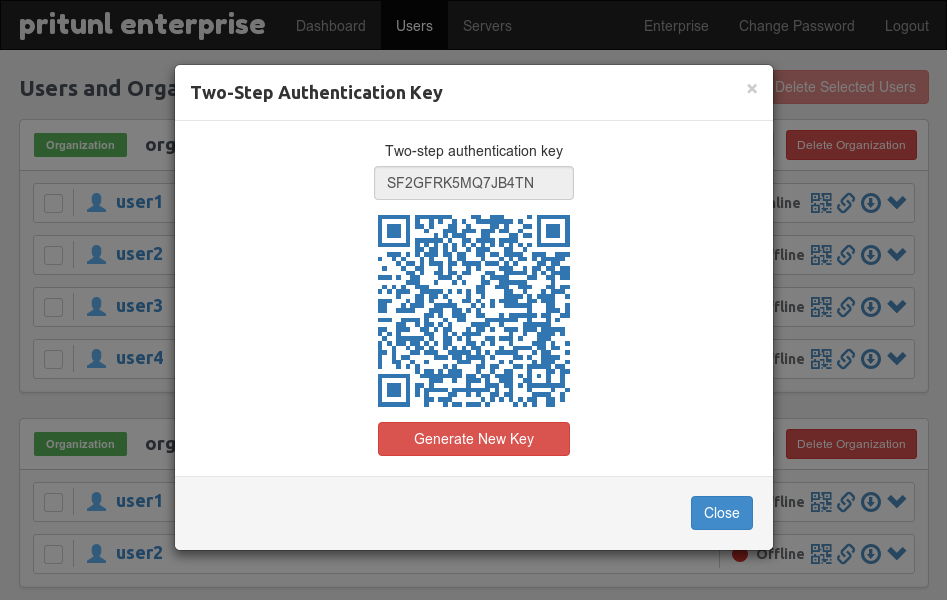 pritunl enterprise Dashboard Users Servers Enterprise Change Password Logout
Users and Orga Delete Selected Users
Two-Step Authentication Key ×
Organization org Delete Organization
Two-step authentication key
SF2GFRK5MQ7JB4TN
user1 line
user2 ffline
user3 ffline
user4 ffline
Generate New Key
Organization org Delete Organization
user1 ffline
Close
user2 Offline